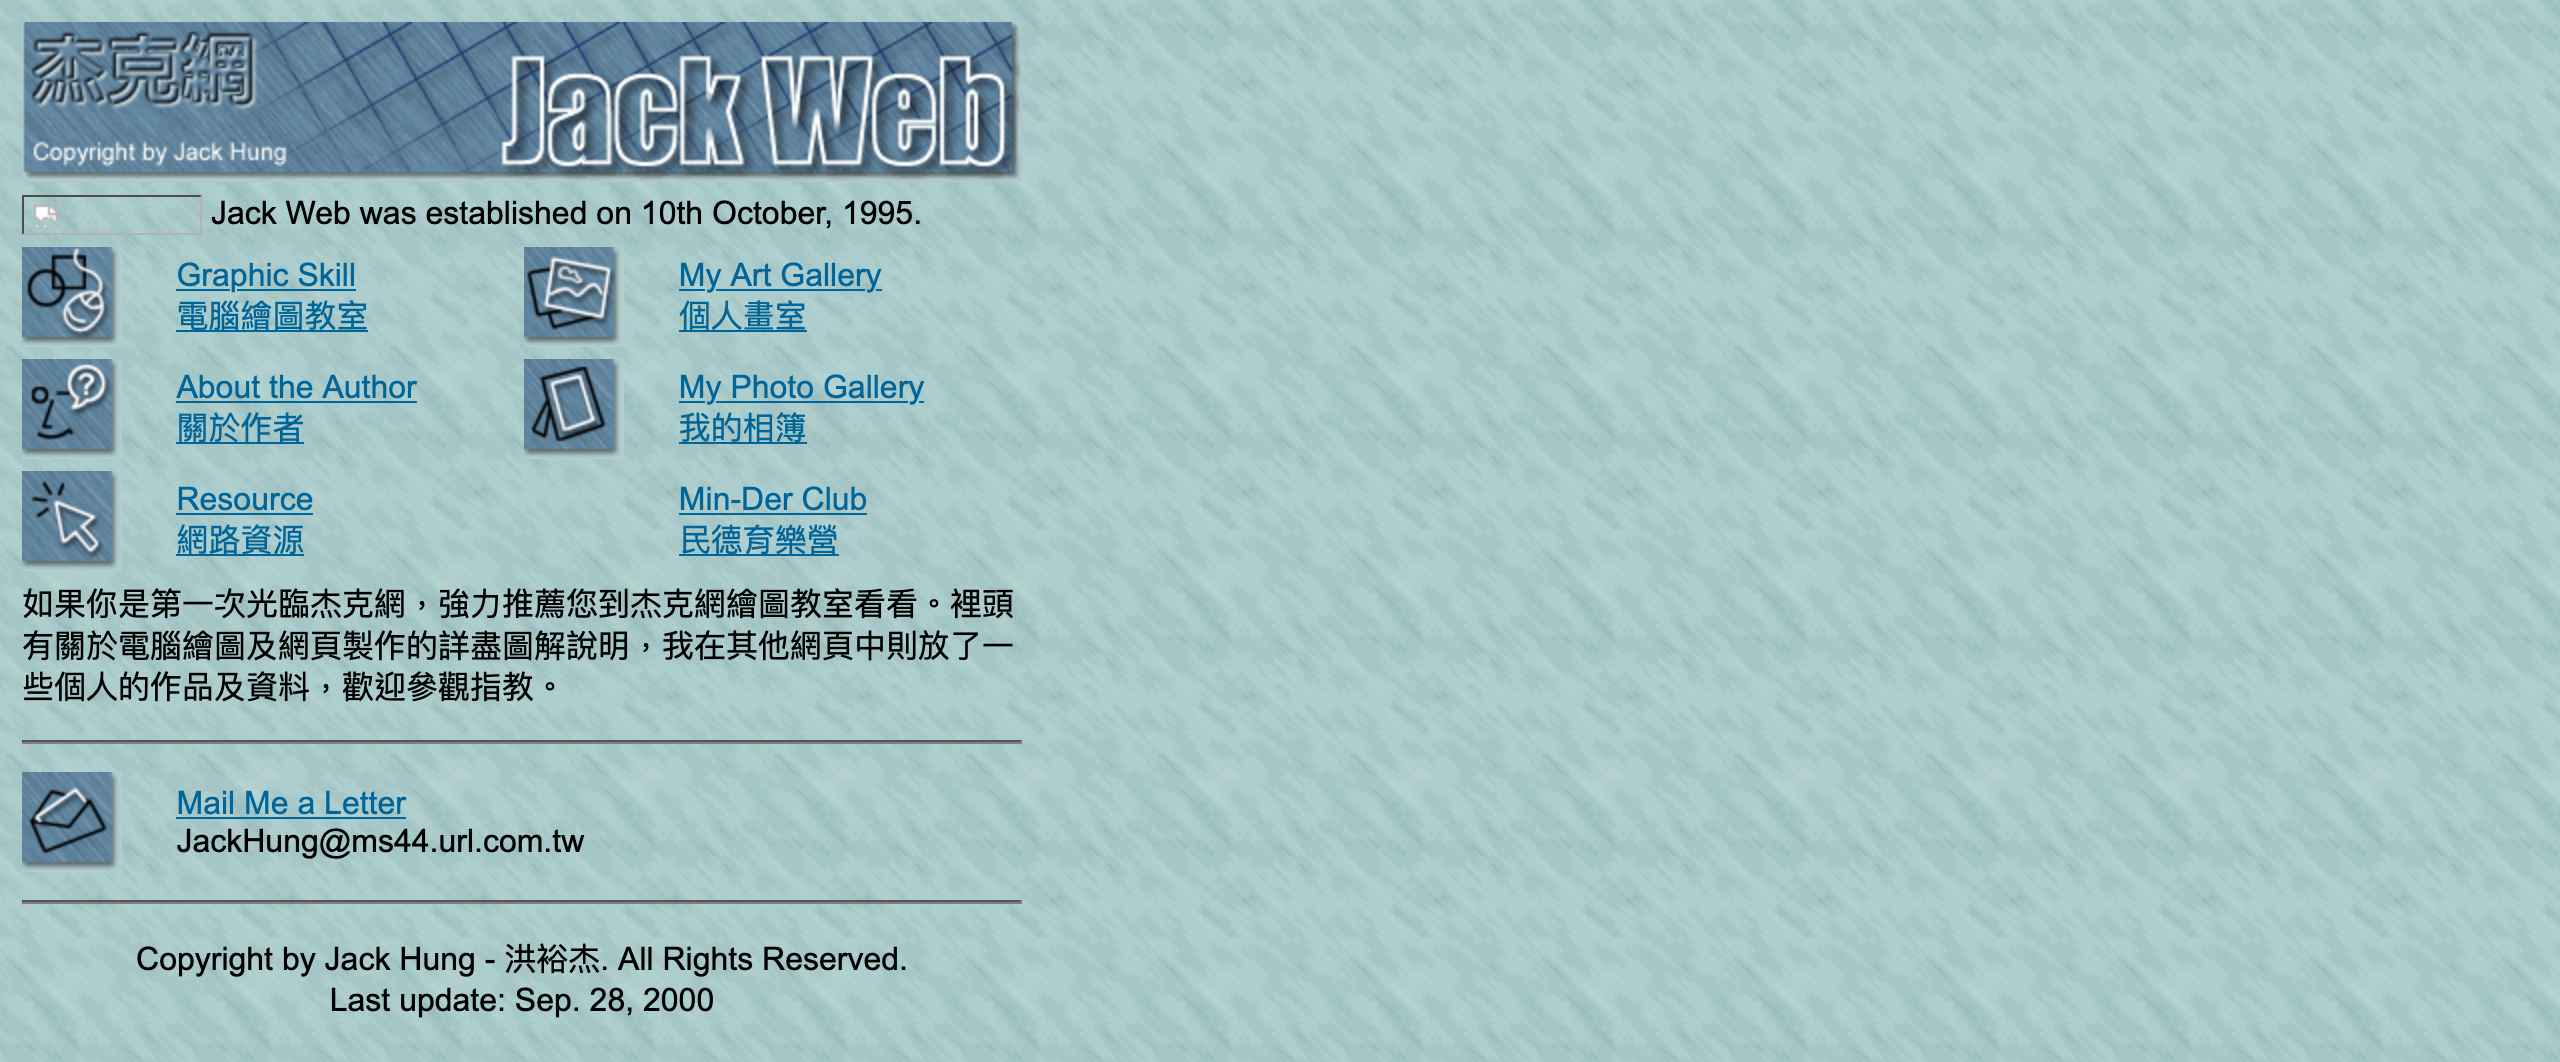 杰克網
Jack Web
Copyright by Jack Hung
Jack Web was established on 10th October, 1995.
Graphic Skill
電腦繪圖教室
My Art Gallery
個人畫室
About the Author
關於作者
My Photo Gallery
我的相簿
Resource
網路資源
Min-Der Club
民德育樂營
如果你是第一次光臨杰克網，強力推薦您到杰克網繪圖教室看看。裡頭
有關於電腦繪圖及網頁製作的詳盡圖解說明，我在其他網頁中則放了一
些個人的作品及資料，歡迎參觀指教。
Mail Me a Letter
JackHung@ms44.url.com.tw
Copyright by Jack Hung - 洪裕杰. All Rights Reserved.
Last update: Sep. 28, 2000